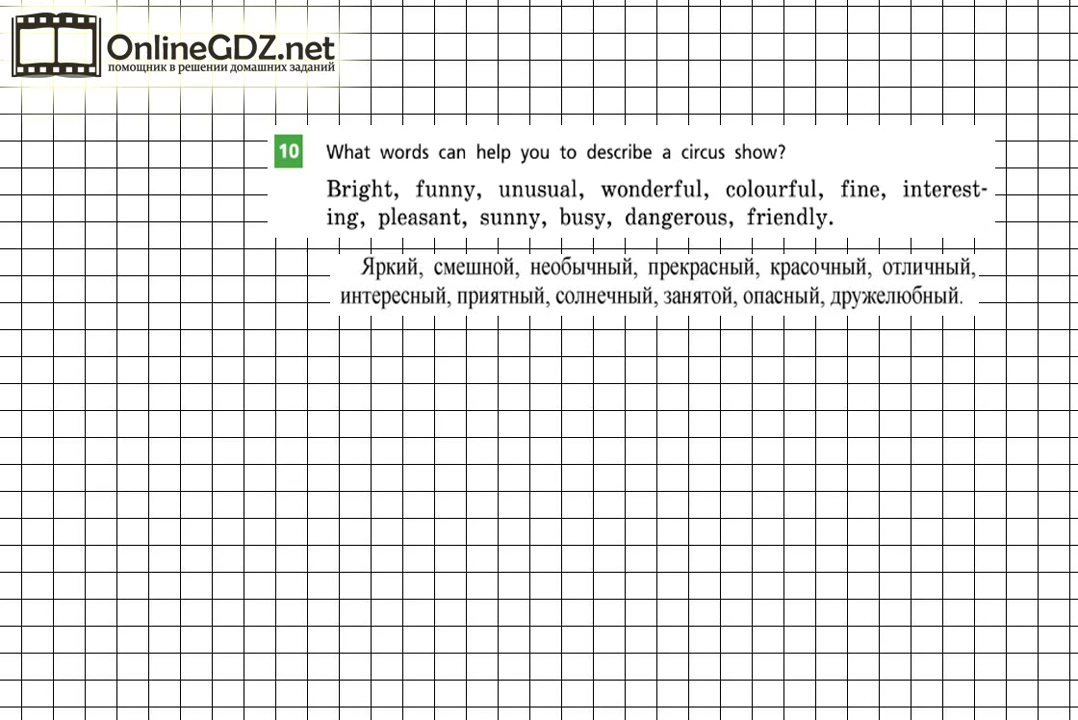 OnlineGDZ.net
помощник в решении домашних заданий
10 What words can help you to describe a circus show?
Bright, funny, unusual, wonderful, colourful, fine, interest-
ing, pleasant, sunny, busy, dangerous, friendly.
Яркий, смешной, необычный, прекрасный, красочный, отличный,
интересный, приятный, солнечный, занятой, опасный, дружелюбный.